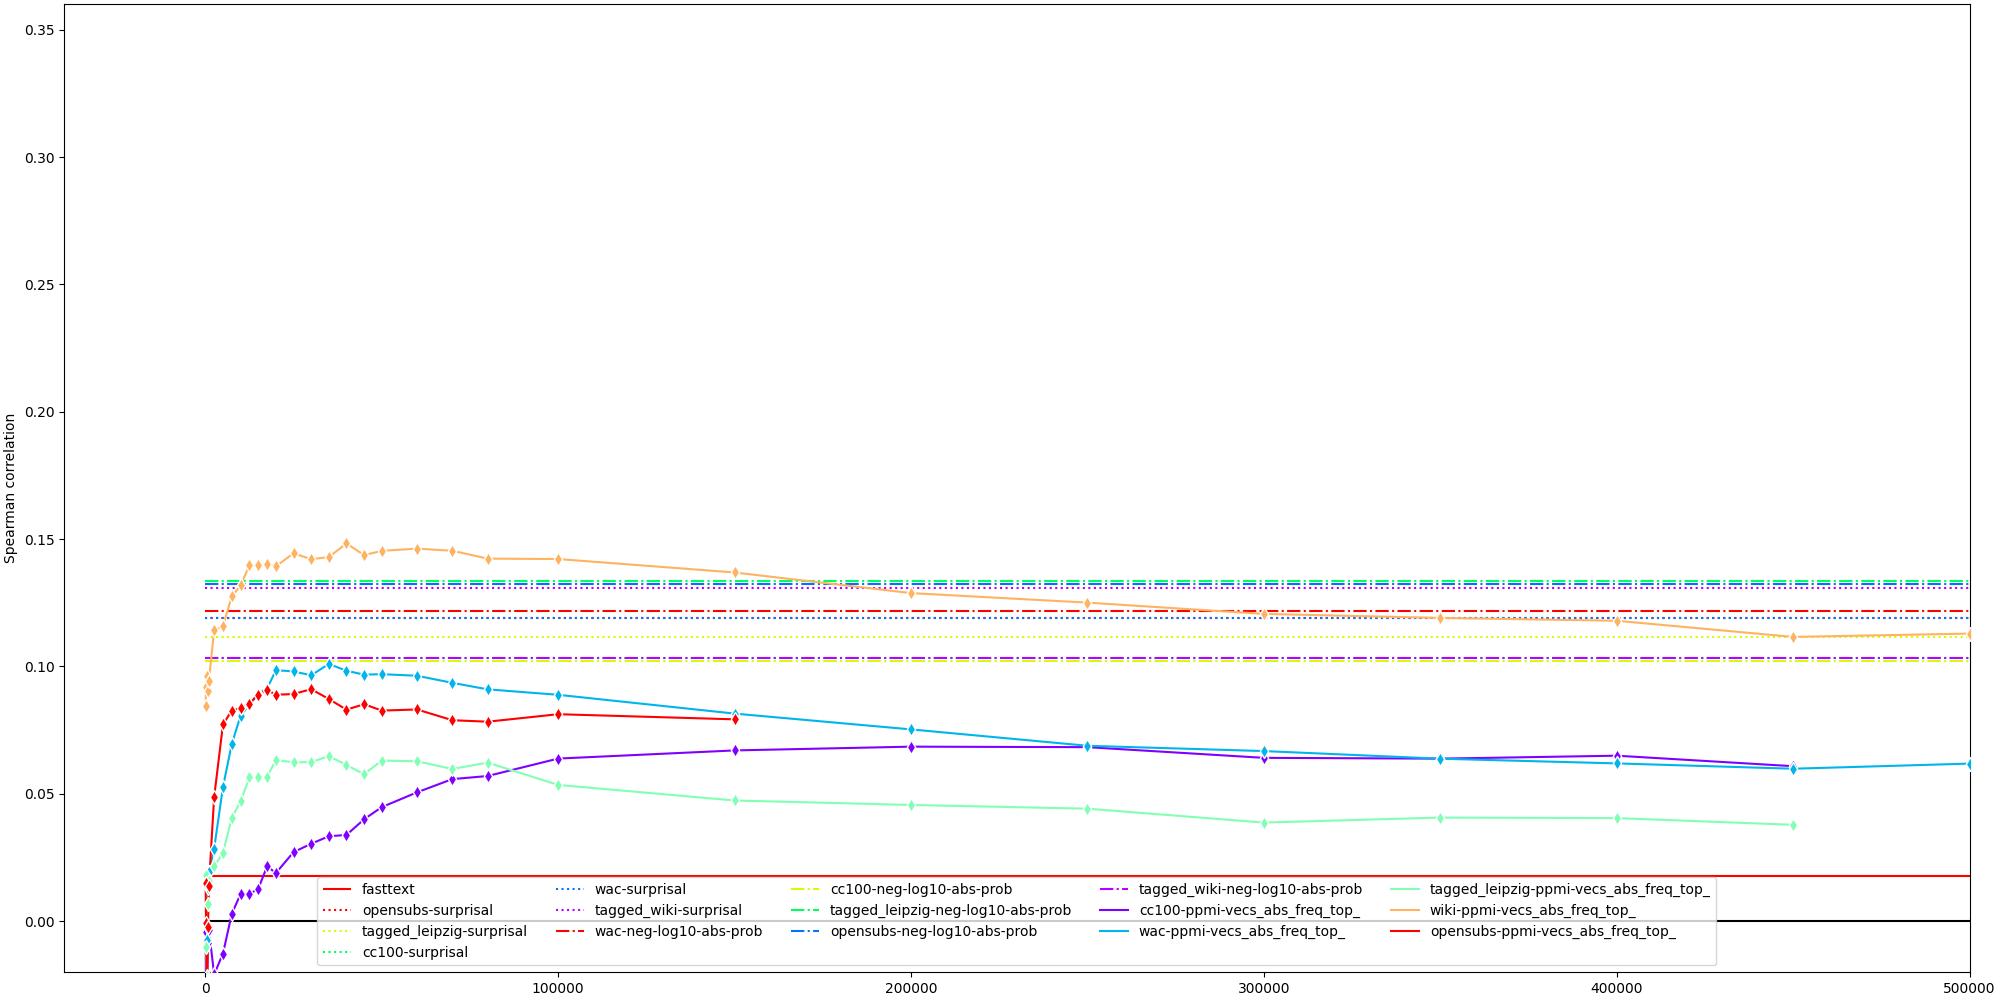 0.35
0.30
0.25
0.20
0.15
0.10
0.05
0.00
Spearman correlation
fasttext
opensubs-surprisal
tagged_leipzig-surprisal
cc100-surprisal
wac-surprisal
tagged_wiki-surprisal
wac-neg-log10-abs-prob
cc100-neg-log10-abs-prob
tagged_leipzig-neg-log10-abs-prob
opensubs-neg-log10-abs-prob
tagged_wiki-neg-log10-abs-prob
cc100-ppmi-vecs_abs_freq_top_
wac-ppmi-vecs_abs_freq_top_
tagged_leipzig-ppmi-vecs_abs_freq_top_
wiki-ppmi-vecs_abs_freq_top_
opensubs-ppmi-vecs_abs_freq_top_
0
100000
200000
300000
400000
500000